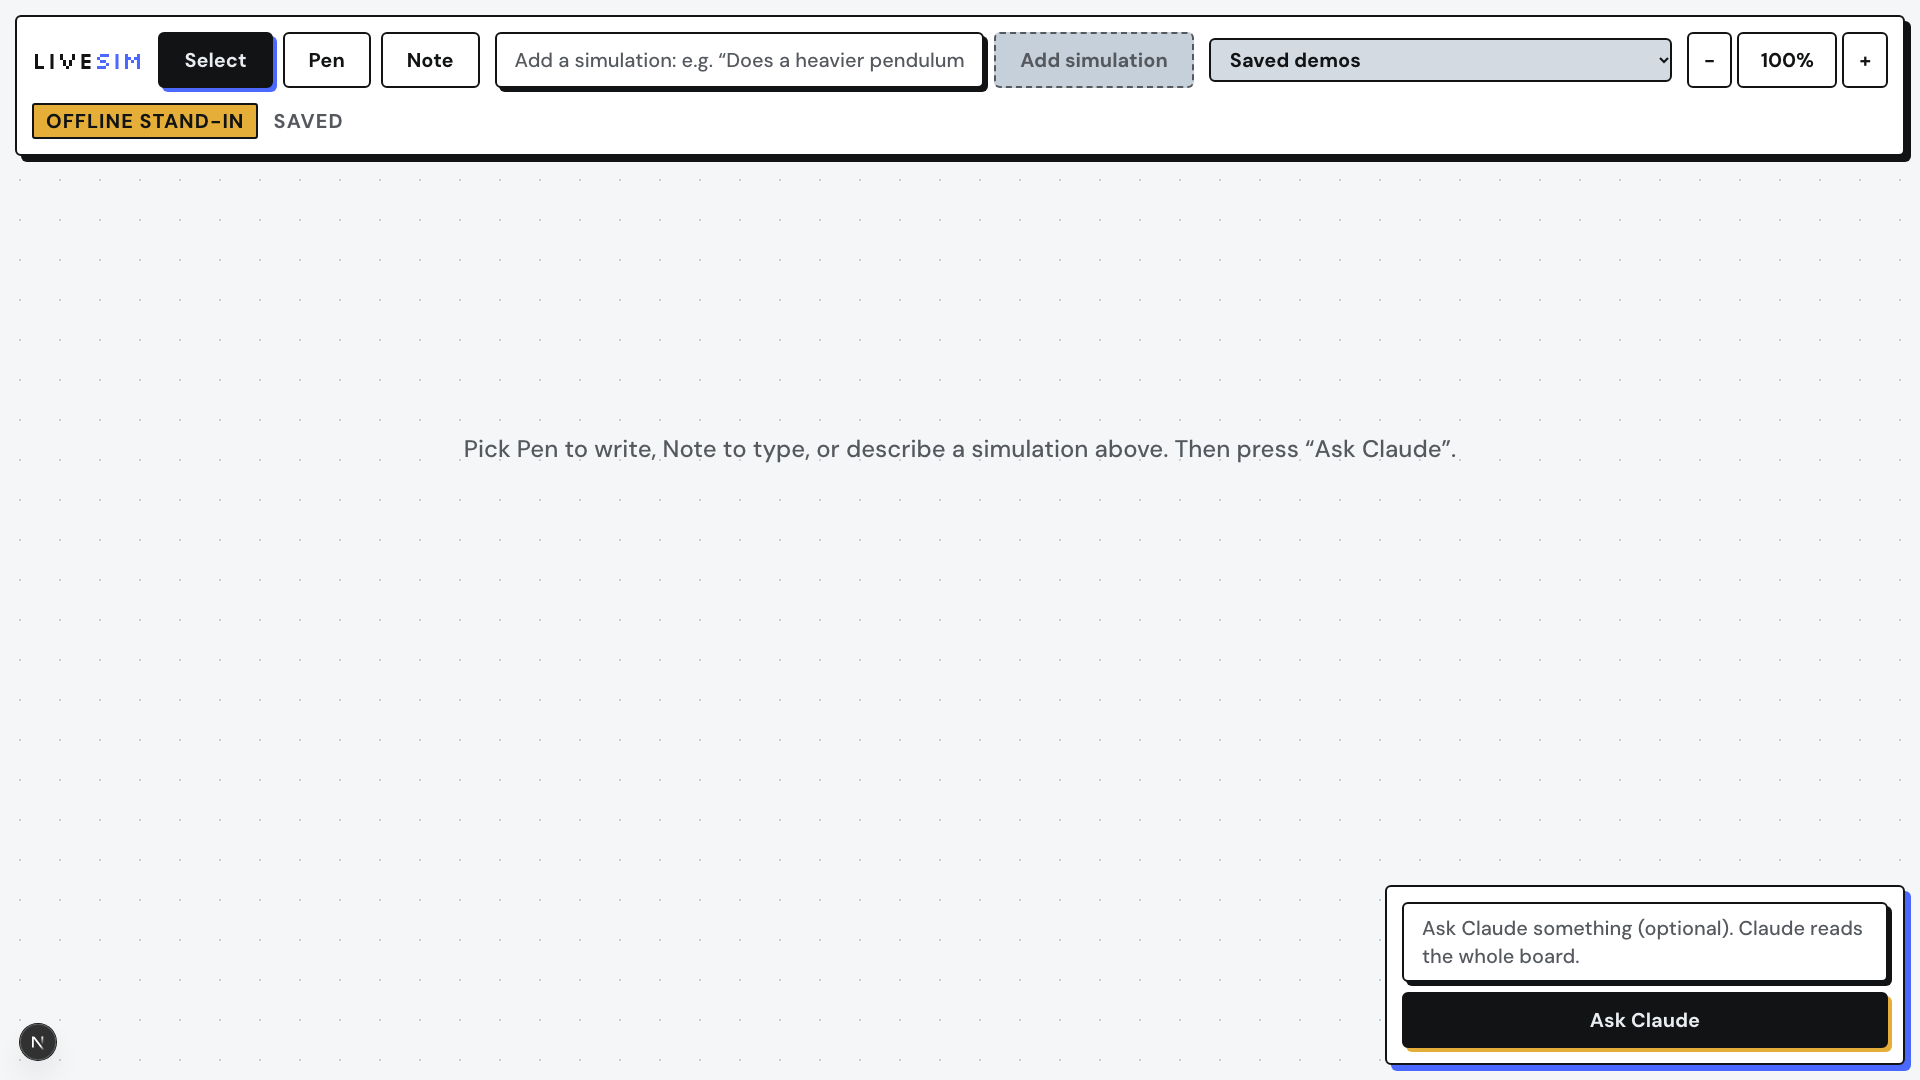 LIVESIM
Select
Pen
Note
Add a simulation: e.g. “Does a heavier pendulum
Add simulation
Saved demos
-
100%
+
OFFLINE STAND-IN
SAVED
Pick Pen to write, Note to type, or describe a simulation above. Then press “Ask Claude”.
Ask Claude something (optional). Claude reads
the whole board.
Ask Claude
N